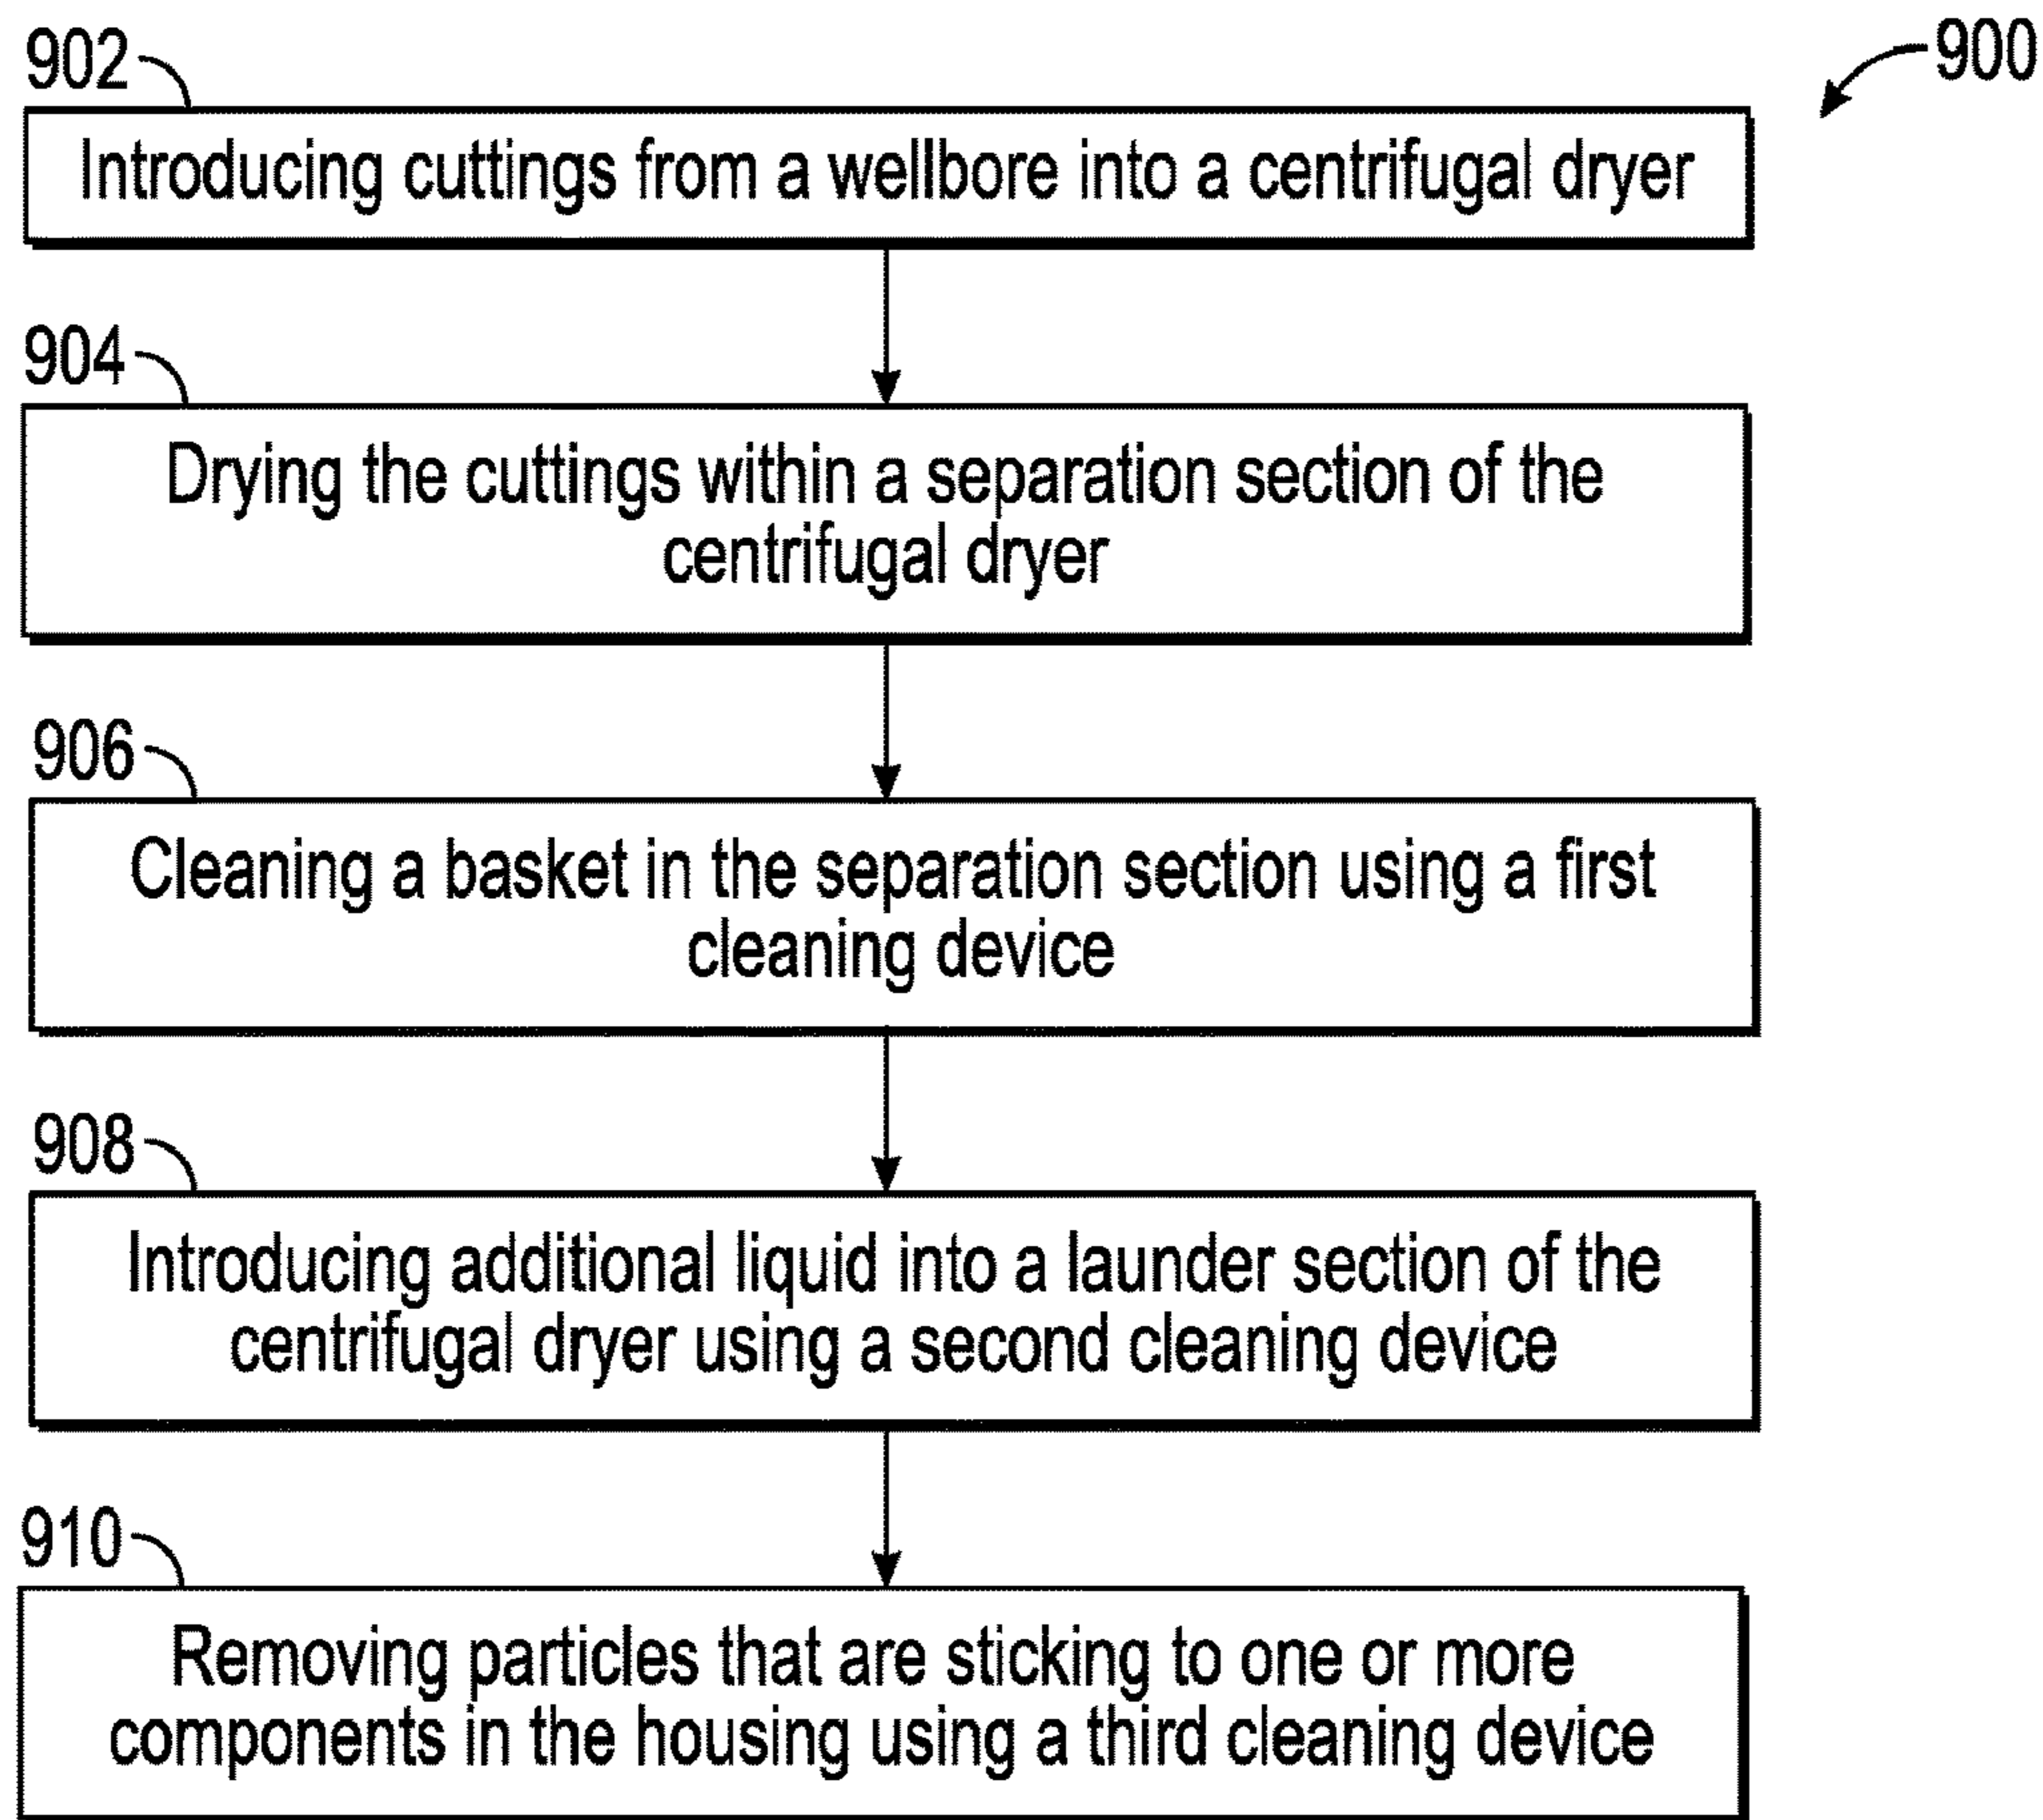 900
902
Introducing cuttings from a wellbore into a centrifugal dryer
904
Drying the cuttings within a separation section of the
centrifugal dryer
906
Cleaning a basket in the separation section using a first
cleaning device
908
Introducing additional liquid into a launder section of the
centrifugal dryer using a second cleaning device
910
Removing particles that are sticking to one or more
components in the housing using a third cleaning device